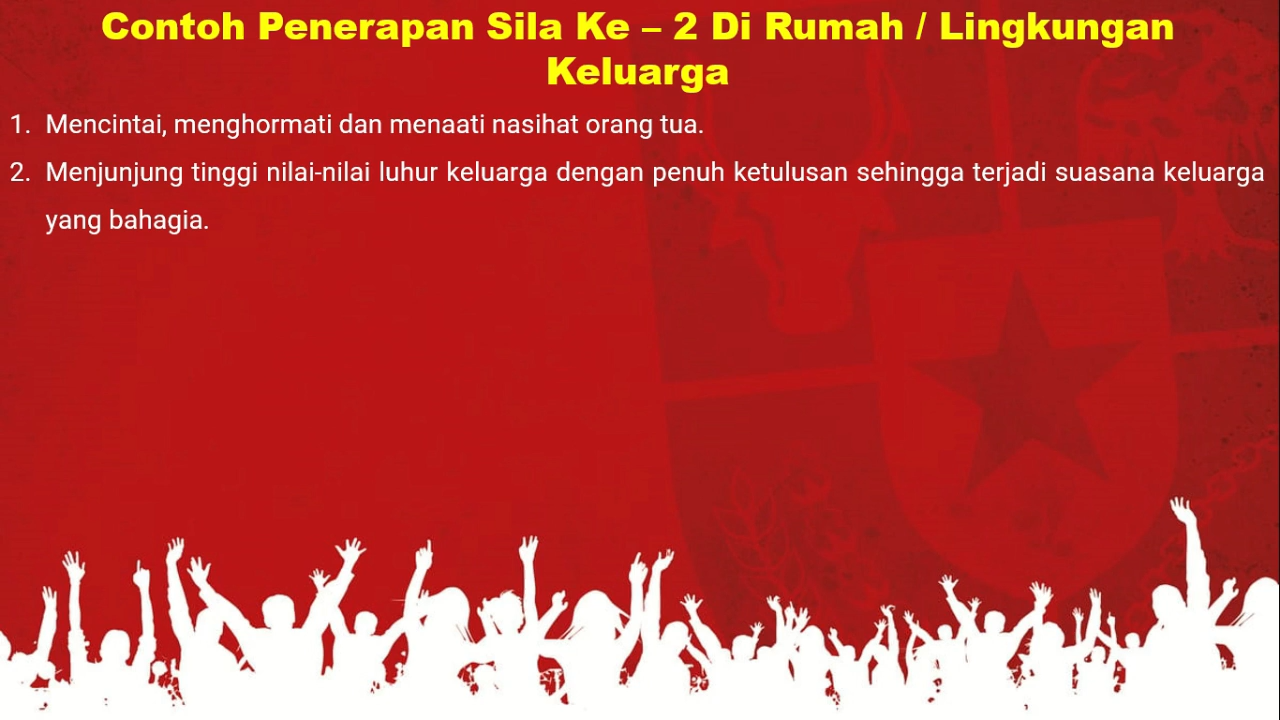 Contoh Penerapan Sila Ke – 2 Di Rumah / Lingkungan
Keluarga
1. Mencintai, menghormati dan menaati nasihat orang tua.
2. Menjunjung tinggi nilai-nilai luhur keluarga dengan penuh ketulusan sehingga terjadi suasana keluarga
yang bahagia.